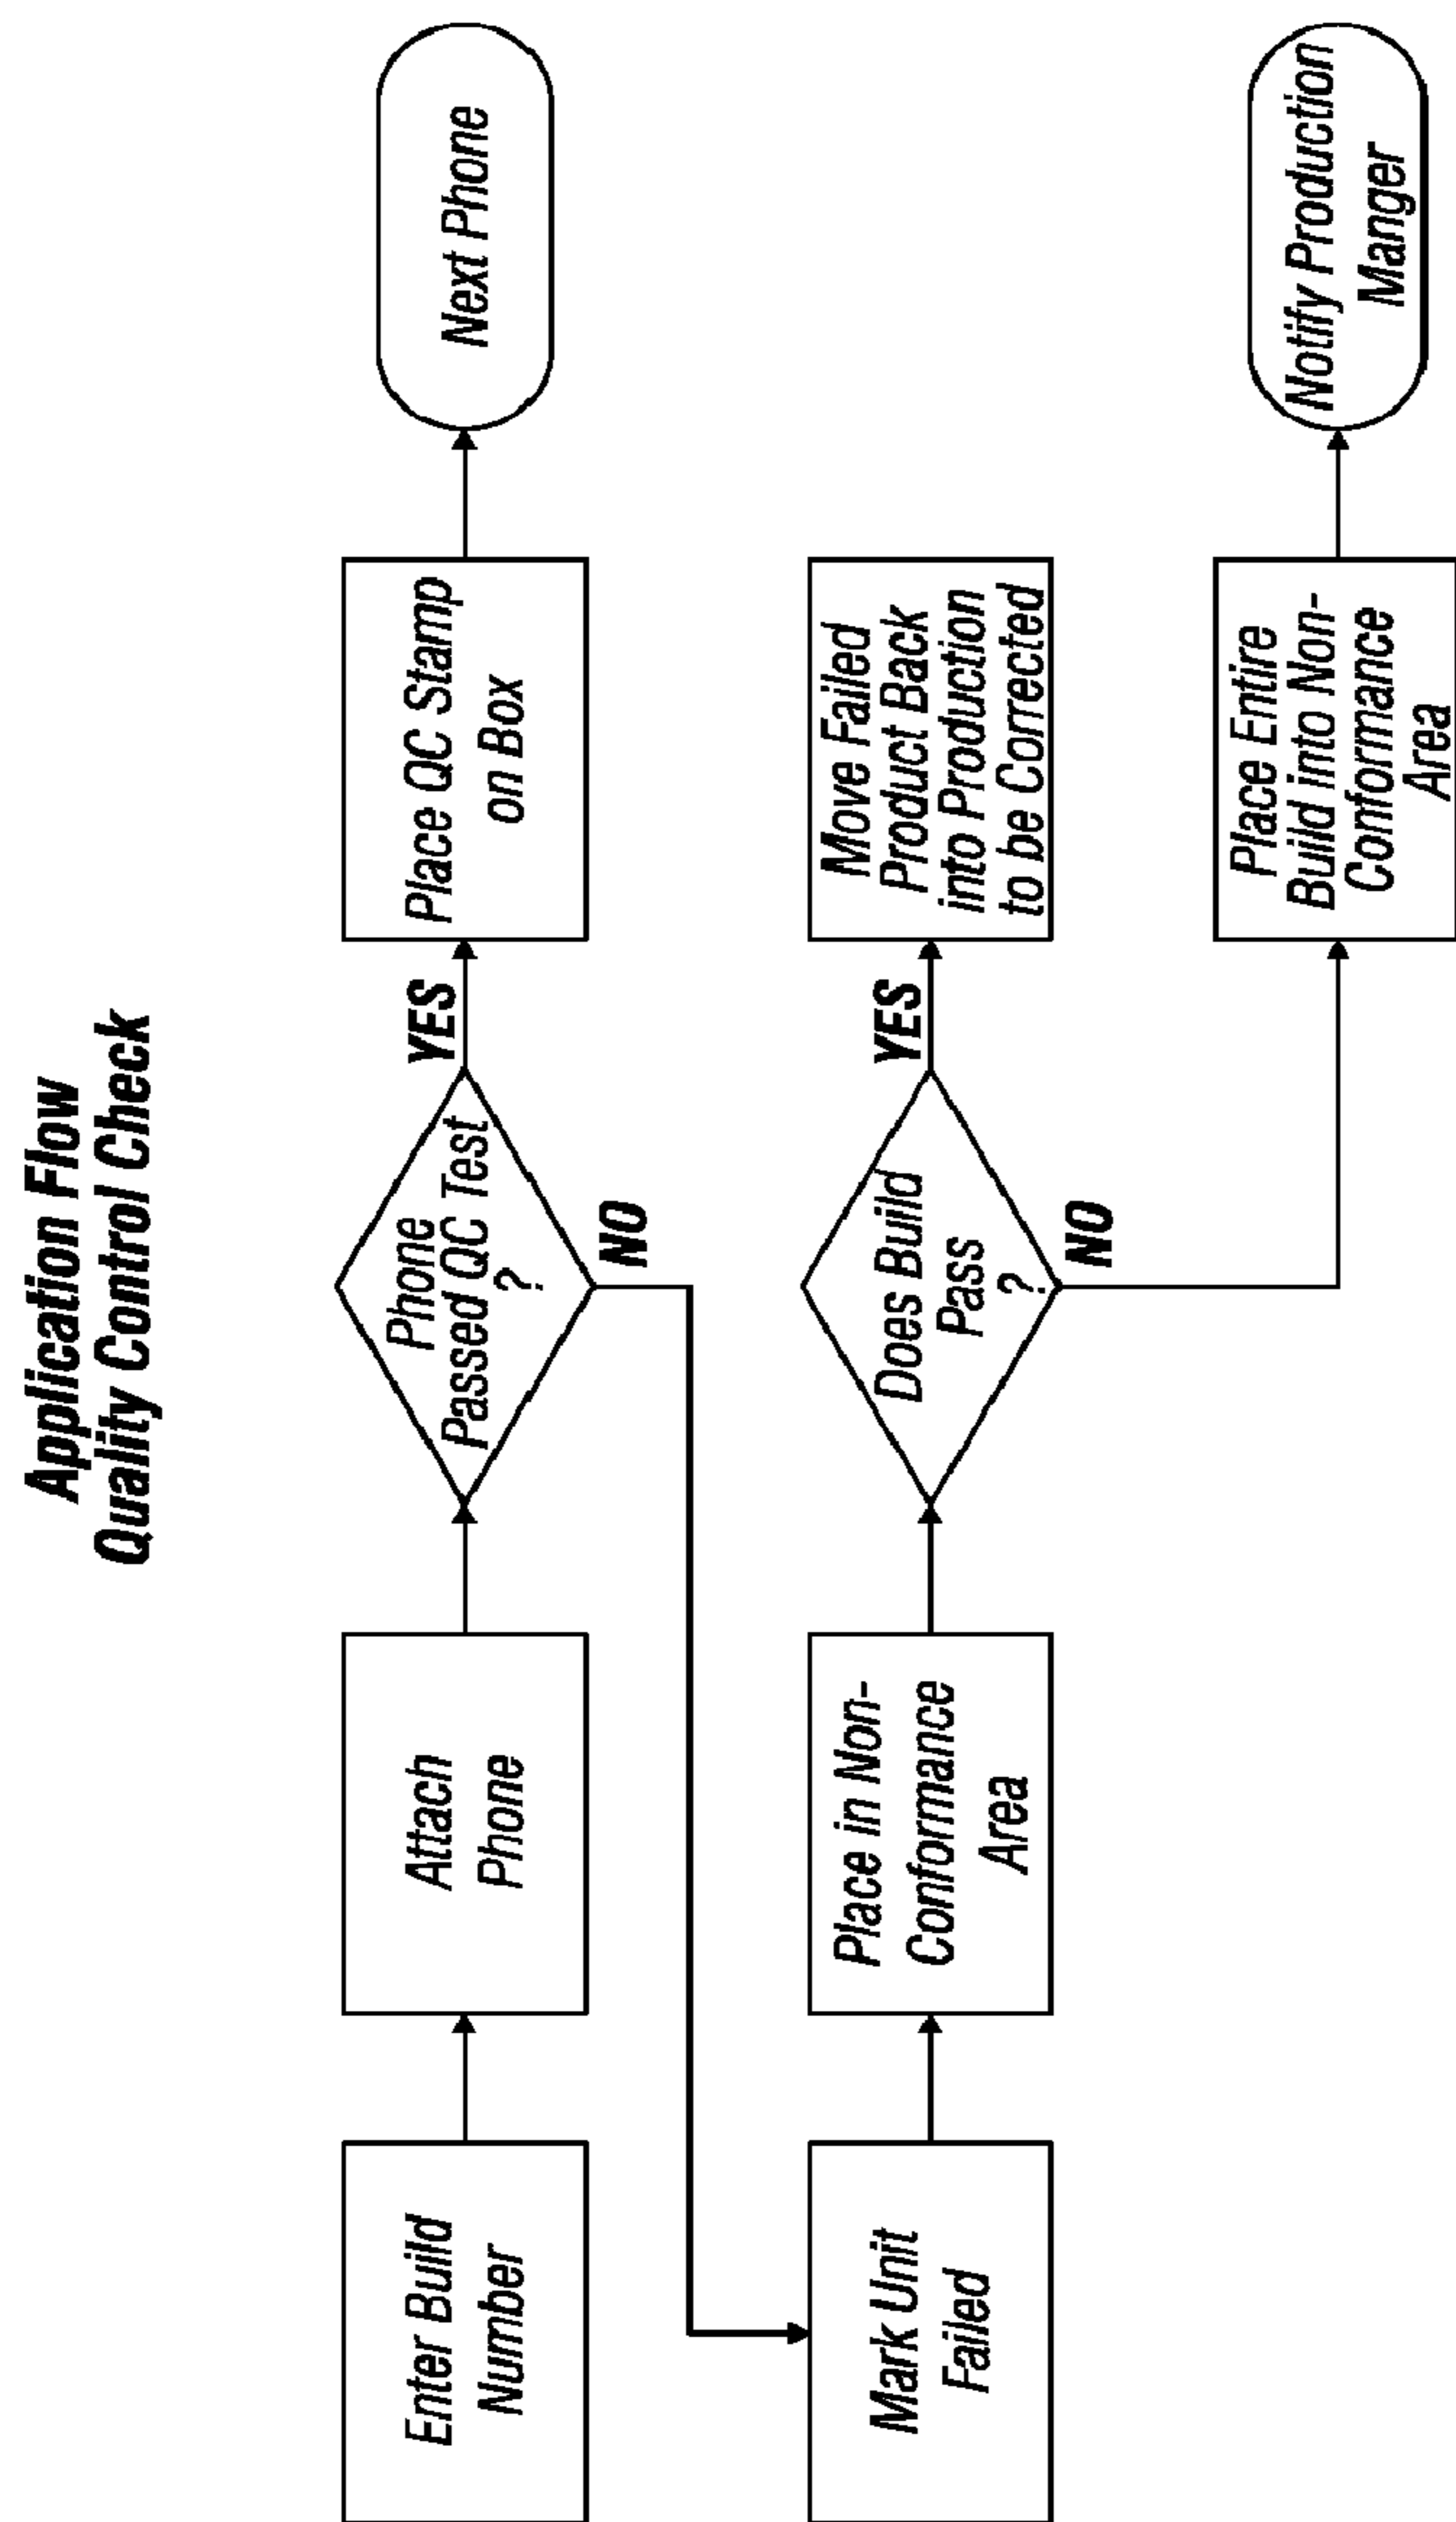 Application Flow
Quality Control Check
Enter Build
Number
Attach
Phone
Phone
Passed QC Test
?
YES
Place QC Stamp
on Box
Next Phone
NO
Mark Unit
Failed
Place in Non-
Conformance
Area
Does Build
Pass
?
YES
Move Failed
Product Back
into Production
to be Corrected
NO
Place Entire
Build into Non-
Conformance
Area
Notify Production
Manger